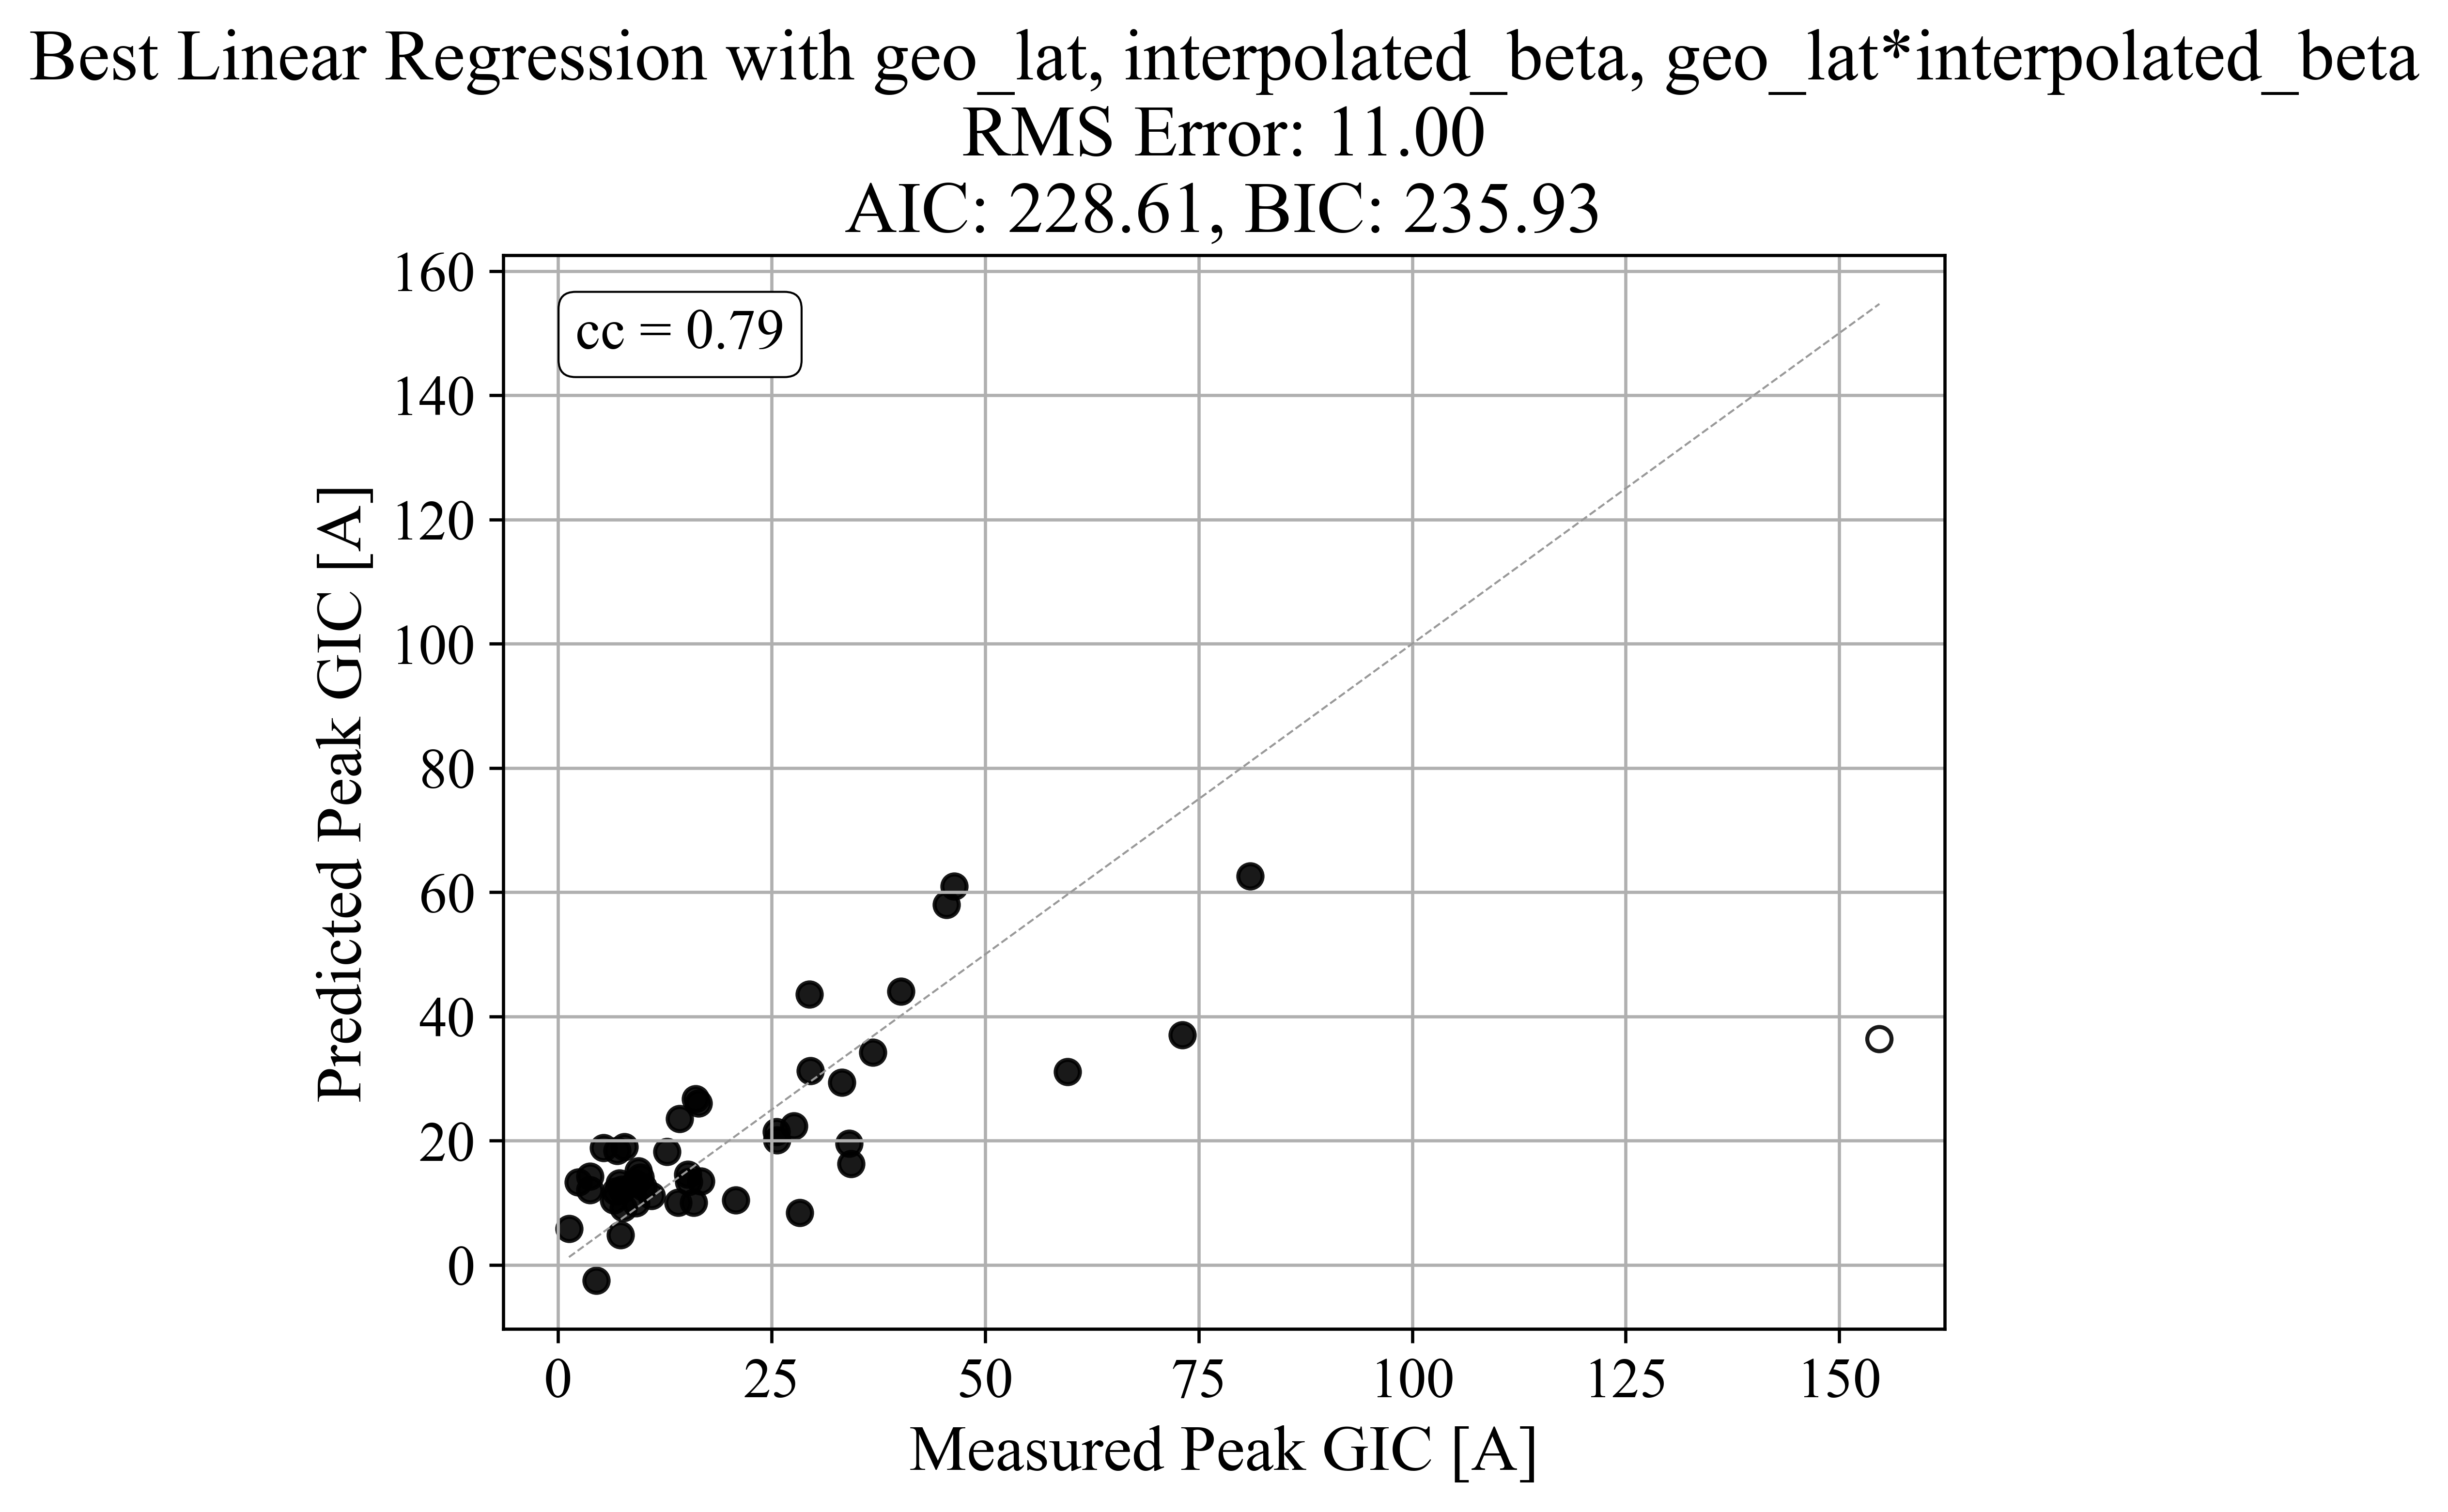 Best Linear Regression with geo_lat, interpolated_beta, geo_lat*interpolated_beta
RMS Error: 11.00
AIC: 228.61, BIC: 235.93
160
140
120
100
80
60
40
20
0
Predicted Peak GIC [A]
cc = 0.79
0 25 50 75 100 125 150
Measured Peak GIC [A]